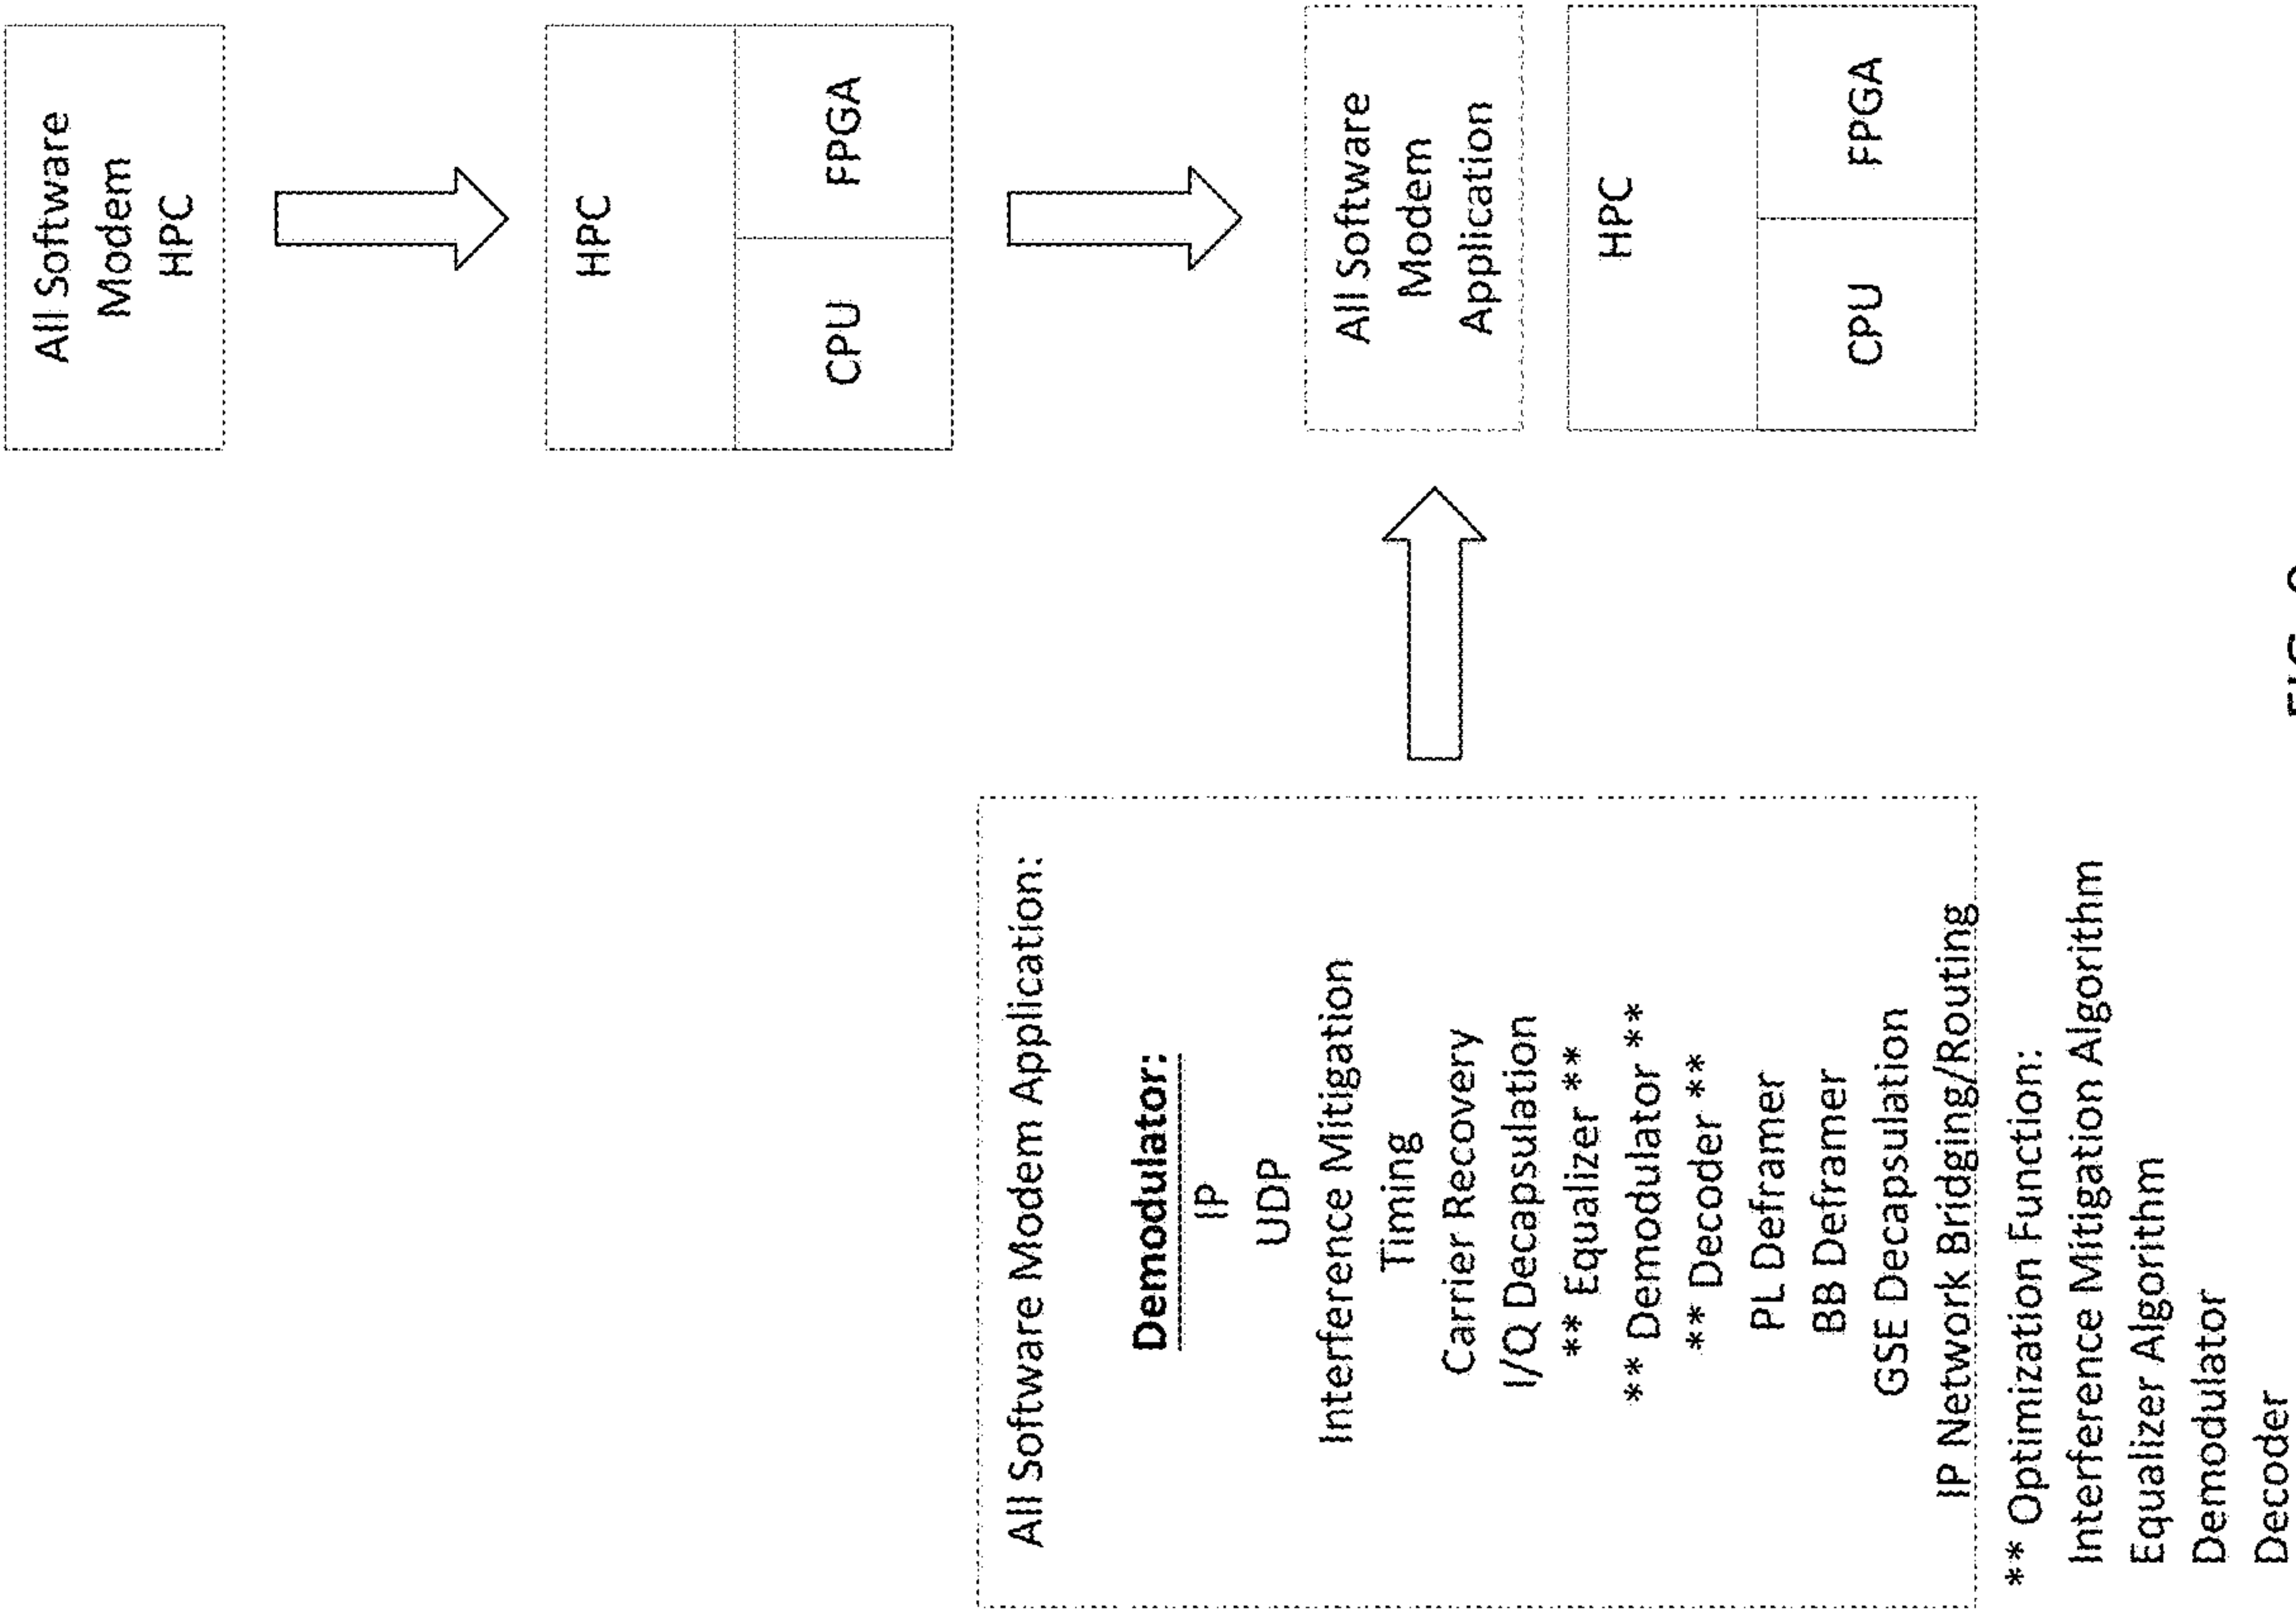 All Software
Modem
HPC
HPC
CPU
FPGA
All Software
Modem
Application
HPC
CPU
FPGA
All Software Modem Application:
Demodulator:
IP
UDP
Interference Mitigation
Timing
Carrier Recovery
I/Q Decapsulation
** Equalizer **
** Demodulator **
** Decoder **
PL Deframer
BB Deframer
GSE Decapsulation
IP Network Bridging/Routing
** Optimization Function:
Interference Mitigation Algorithm
Equalizer Algorithm
Demodulator
Decoder
FIG.